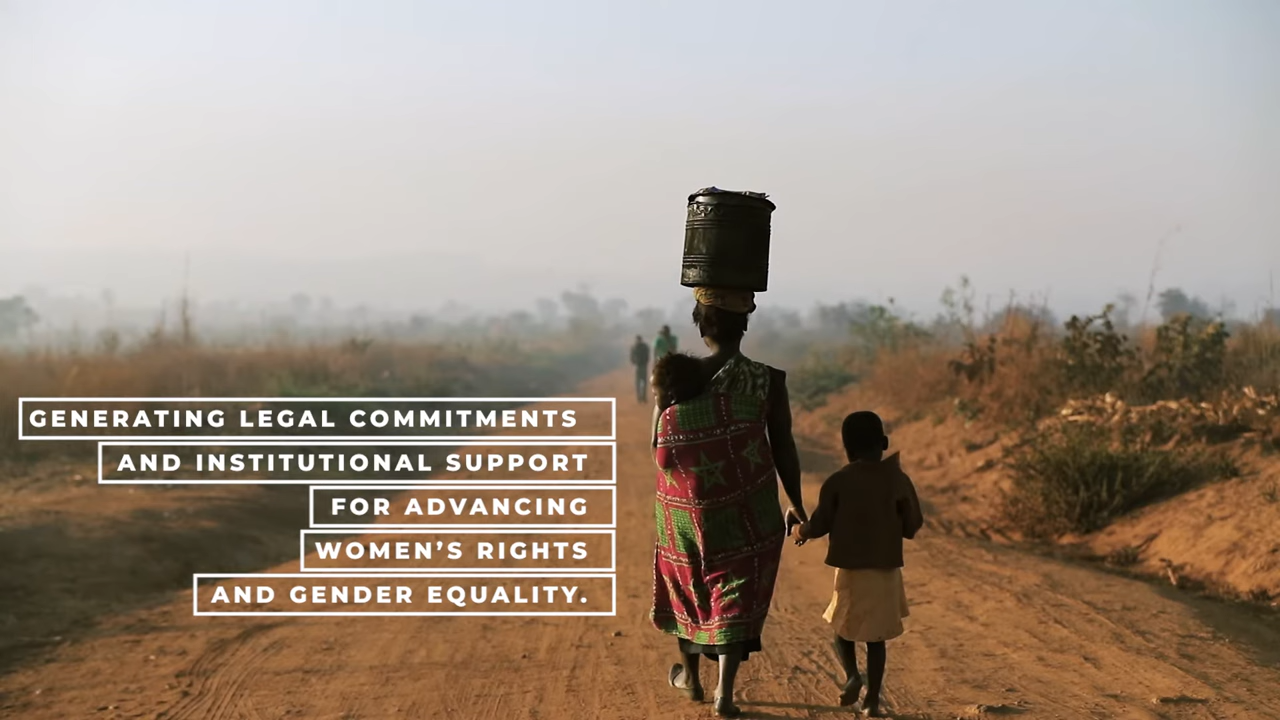 GENERATING LEGAL COMMITMENTS
AND INSTITUTIONAL SUPPORT
FOR ADVANCING
WOMEN’S RIGHTS
AND GENDER EQUALITY.